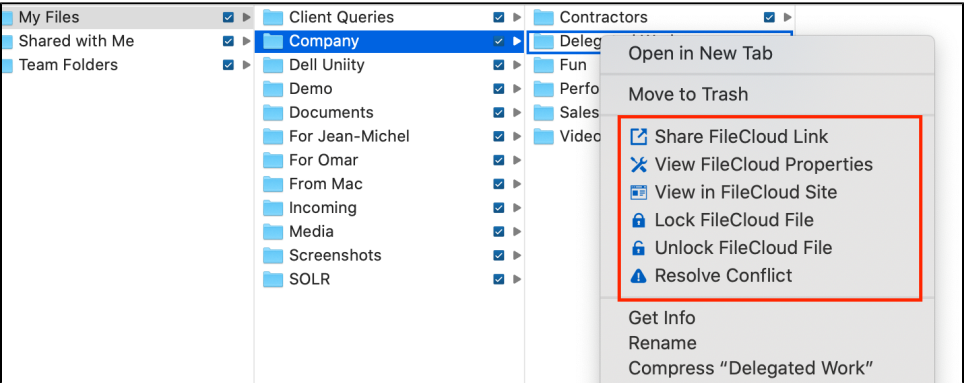 My Files
Shared with Me
Team Folders
Client Queries
Company
Dell Uniity
Demo
Documents
For Jean-Michel
For Omar
From Mac
Incoming
Media
Screenshots
SOLR
Contractors
Fun
Perfo
Sales
Video
Open in New Tab
Move to Trash
Share FileCloud Link
View FileCloud Properties
View in FileCloud Site
Lock FileCloud File
Unlock FileCloud File
Resolve Conflict
Get Info
Rename
Compress “Delegated Work”